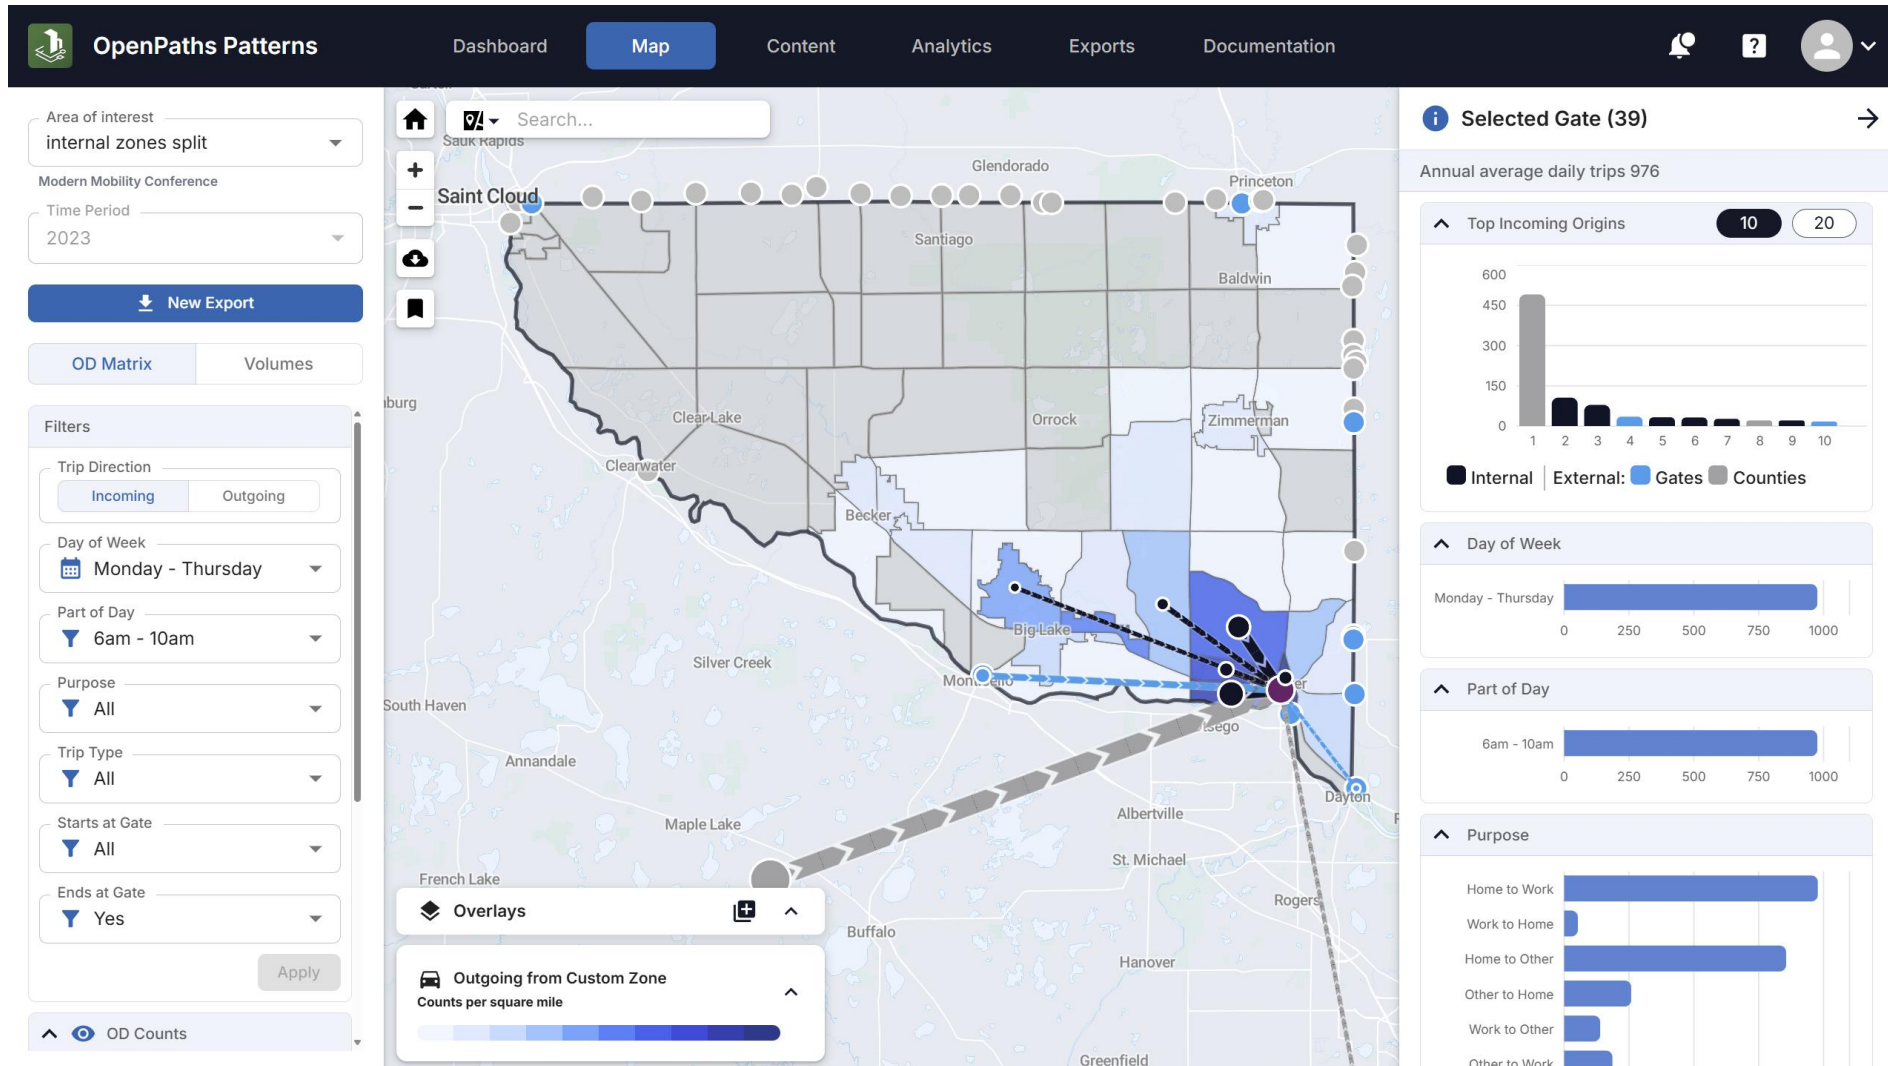 OpenPaths Patterns
Dashboard
Map
Content
Analytics
Exports
Documentation
Area of interest
internal zones split
Modern Mobility Conference
Time Period
2023
New Export
OD Matrix
Volumes
Filters
Trip Direction
Incoming
Outgoing
Day of Week
Monday - Thursday
Part of Day
6am - 10am
Purpose
All
Trip Type
All
Starts at Gate
All
Ends at Gate
Yes
Apply
OD Counts
Search...
Sauk Rapids
Saint Cloud
Glendorado
Princeton
Santiago
Baldwin
Clear Lake
Orrock
Zimmerman
Clearwater
Becker
Big Lake
Silver Creek
South Haven
Annandale
Maple Lake
Albertville
Dayton
St. Michael
French Lake
Rogers
Buffalo
Hanover
Greenfield
Overlays
Outgoing from Custom Zone
Counts per square mile
Selected Gate (39)
Annual average daily trips 976
Top Incoming Origins
10
20
600
450
300
150
0
1 2 3 4 5 6 7 8 9 10
Internal | External: Gates Counties
Day of Week
Monday - Thursday
0 250 500 750 1000
Part of Day
6am - 10am
0 250 500 750 1000
Purpose
Home to Work
Work to Home
Home to Other
Other to Home
Work to Other
Other to Work